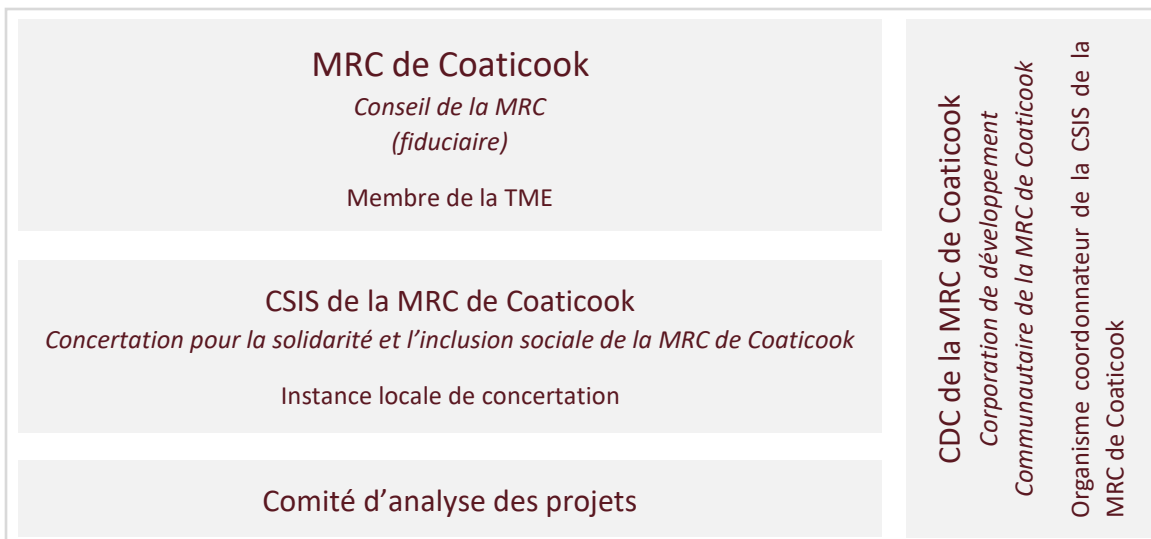 MRC de Coaticook
Conseil de la MRC
(fiduciaire)
Membre de la TME
CSIS de la MRC de Coaticook
Concertation pour la solidarité et l’inclusion sociale de la MRC de Coaticook
Instance locale de concertation
Comité d’analyse des projets
CDC de la MRC de Coaticook
Corporation de développement
Communautaire de la MRC de Coaticook
Organisme coordonnateur de la CSIS de la
MRC de Coaticook